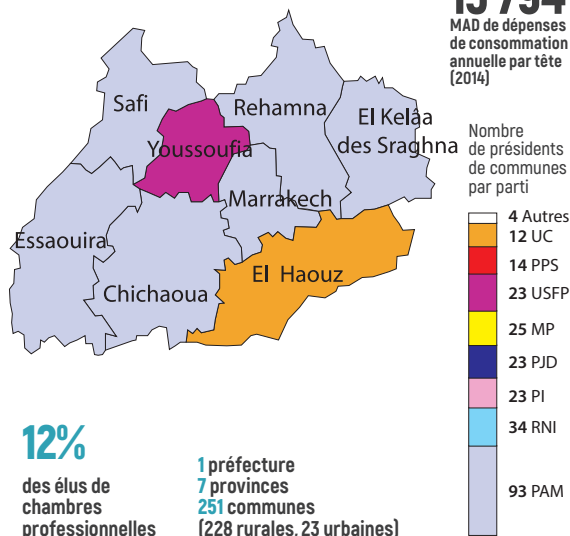 15 794
MAD de dépenses
de consommation
annuelle par tête
(2014)
Safi
Rehamna
El Kelâa
des Sraghna
Youssoufia
Marrakech
Essaouira
El Haouz
Chichaoua
Nombre
de présidents
de communes
par parti
4 Autres
12 UC
14 PPS
23 USFP
25 MP
23 PJD
23 PI
34 RNI
93 PAM
12%
des élus de
chambres
professionnelles
1 préfecture
7 provinces
251 communes
(228 rurales, 23 urbaines)